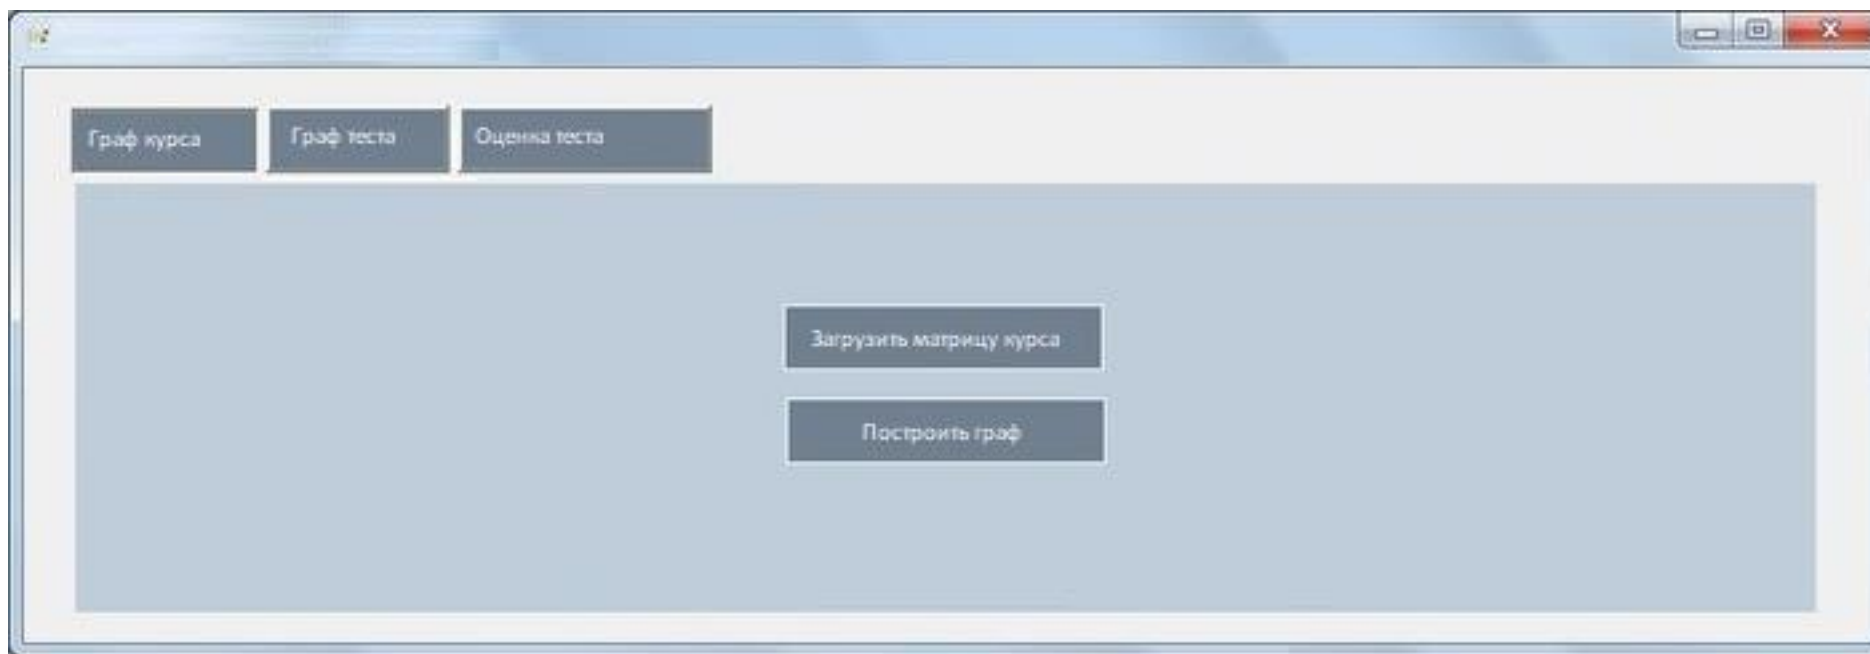 Граф курса
Граф теста
Оценка теста
Загрузить матрицу курса
Построить граф